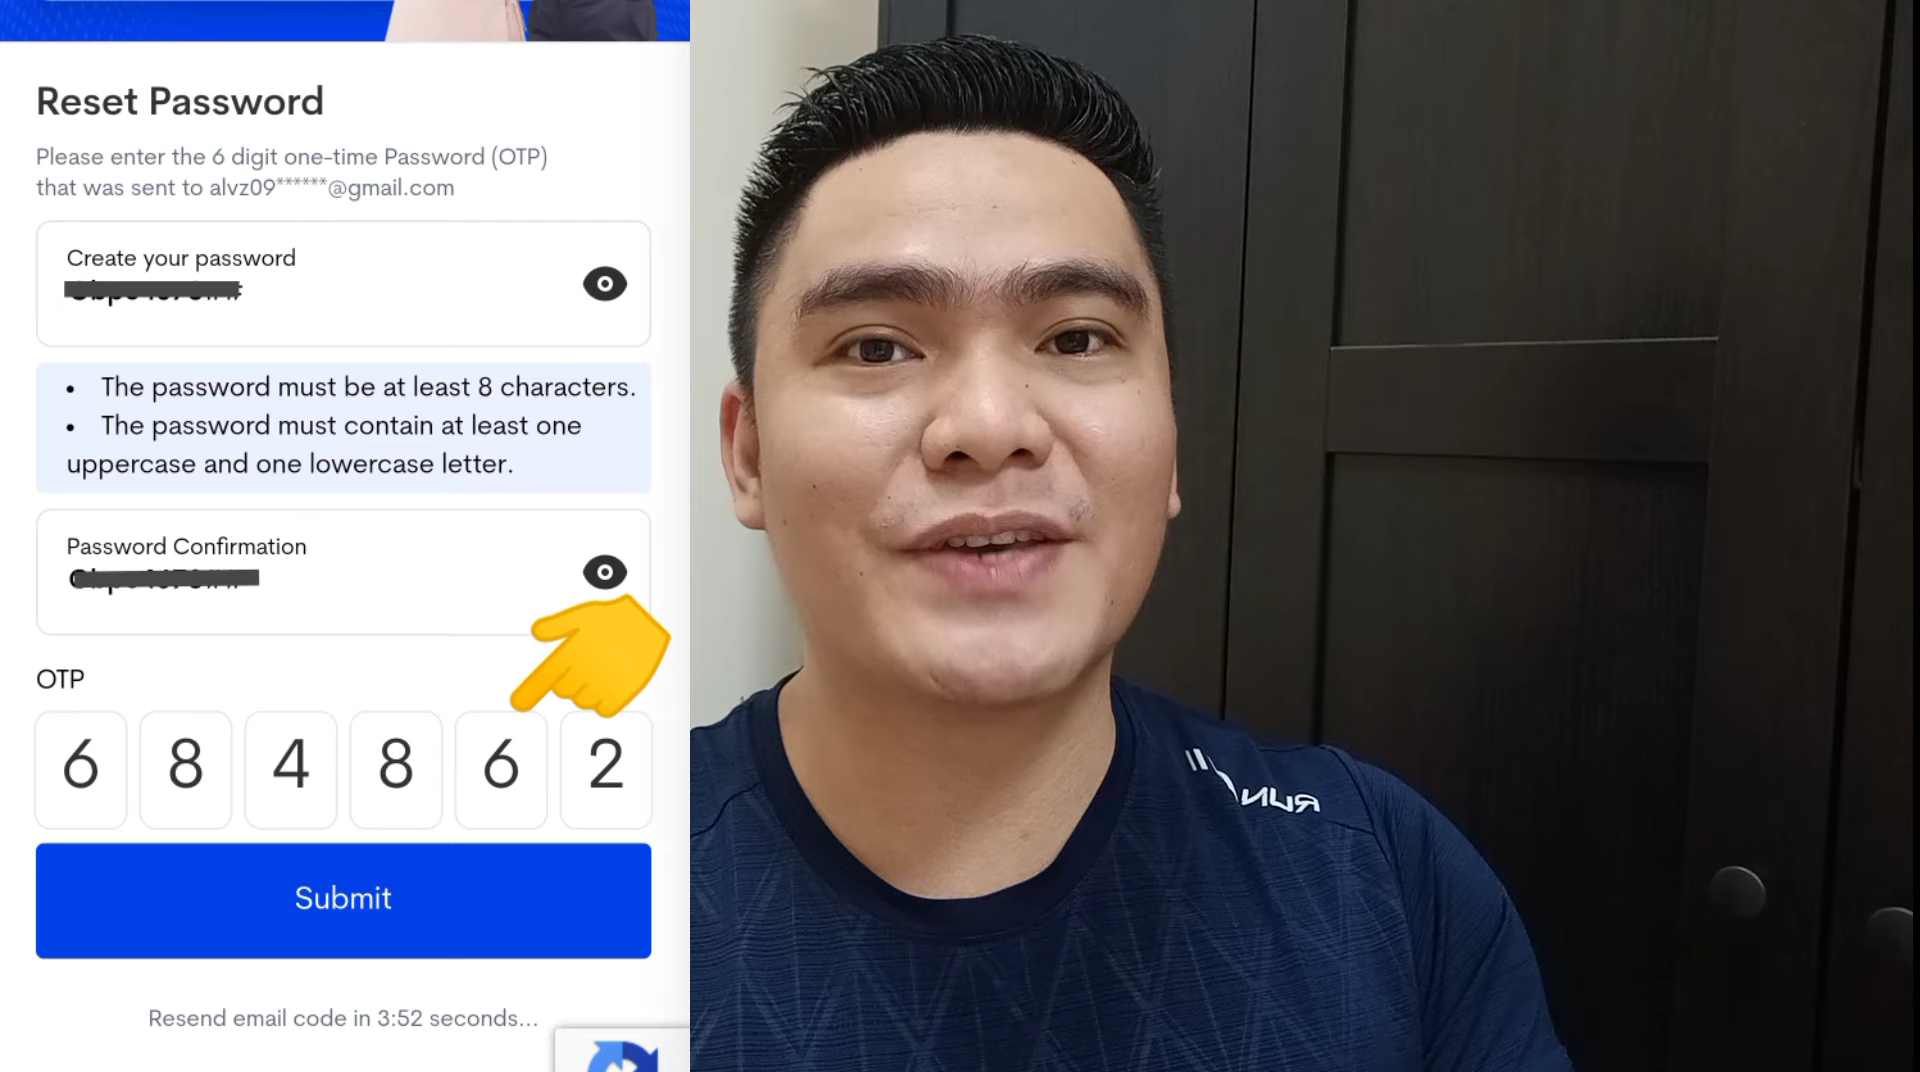 Reset Password
Please enter the 6 digit one-time Password (OTP)
that was sent to alvz09******@gmail.com
Create your password
• The password must be at least 8 characters.
• The password must contain at least one
uppercase and one lowercase letter.
Password Confirmation
OTP
6 8 4 8 6 2
Submit
Resend email code in 3:52 seconds...
RUN